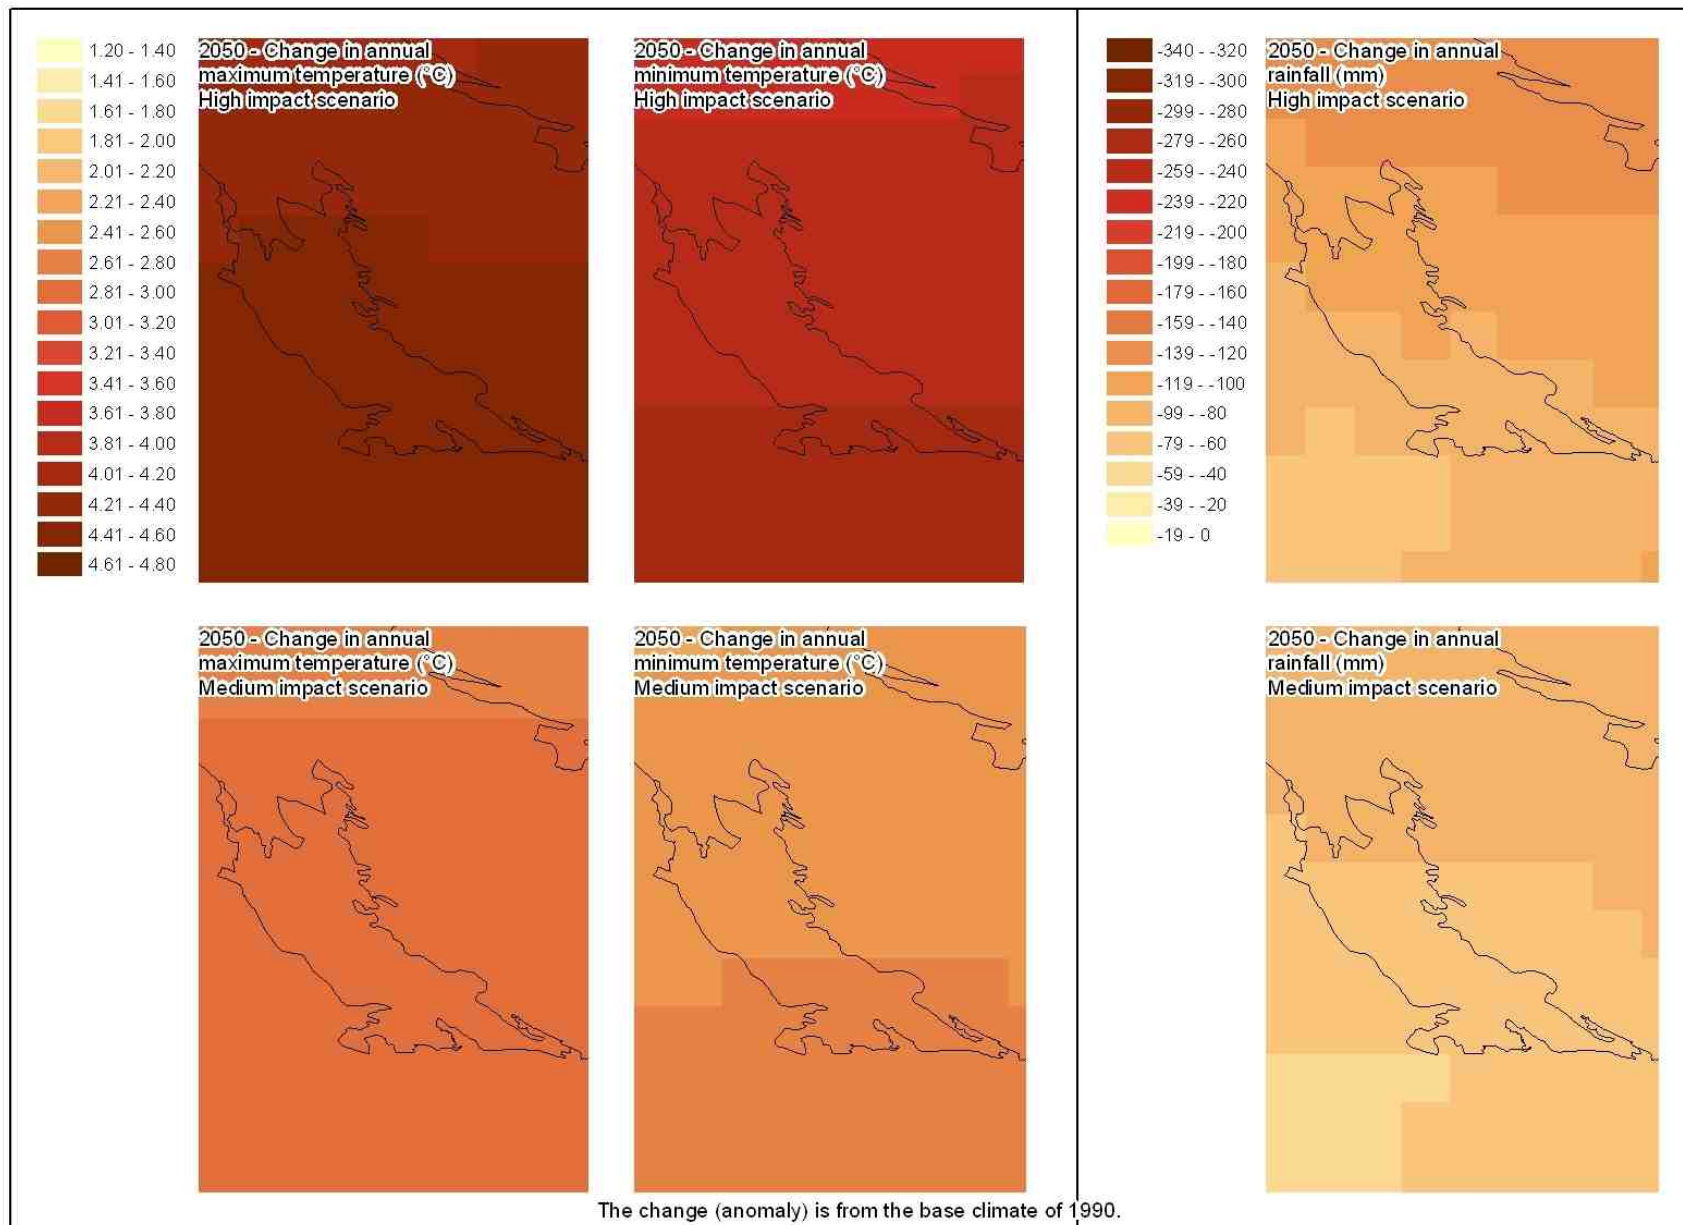 1.20 - 1.40
1.41 - 1.60
1.61 - 1.80
1.81 - 2.00
2.01 - 2.20
2.21 - 2.40
2.41 - 2.60
2.61 - 2.80
2.81 - 3.00
3.01 - 3.20
3.21 - 3.40
3.41 - 3.60
3.61 - 3.80
3.81 - 4.00
4.01 - 4.20
4.21 - 4.40
4.41 - 4.60
4.61 - 4.80
2050 - Change in annual
maximum temperature (°C)
High impact scenario
2050 - Change in annual
minimum temperature (°C)
High impact scenario
-340 - -320
-319 - -300
-299 - -280
-279 - -260
-259 - -240
-239 - -220
-219 - -200
-199 - -180
-179 - -160
-159 - -140
-139 - -120
-119 - -100
-99 - -80
-79 - -60
-59 - -40
-39 - -20
-19 - 0
2050 - Change in annual
rainfall (mm)
High impact scenario
2050 - Change in annual
maximum temperature (°C)
Medium impact scenario
2050 - Change in annual
minimum temperature (°C)
Medium impact scenario
2050 - Change in annual
rainfall (mm)
Medium impact scenario
The change (anomaly) is from the base climate of 1990.